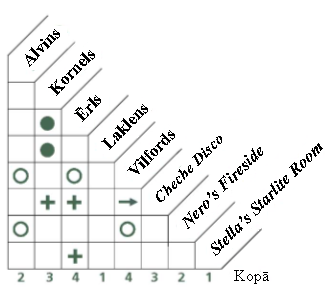 Alvins
Kornels
Ērls
Laklens
Vilfords
Cheche Disco
Nero's Fireside
Stella's Starlite Room
2 3 4 1 4 3 2 1 Kopā